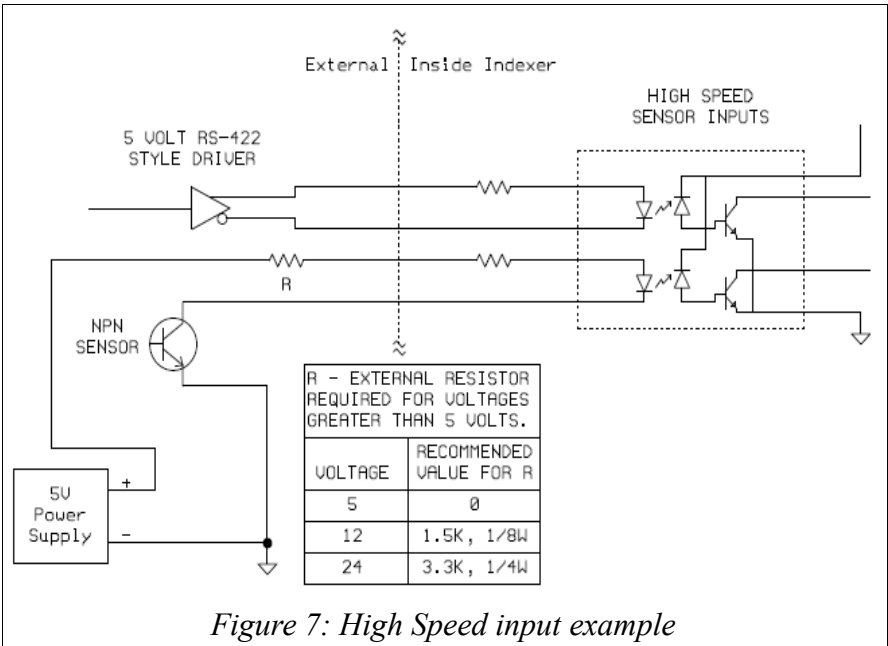 External Inside Indexer
HIGH SPEED
SENSOR INPUTS
5 VOLT RS-422
STYLE DRIVER
R
NPN
SENSOR
R - EXTERNAL RESISTOR
REQUIRED FOR VOLTAGES
GREATER THAN 5 VOLTS.
VOLTAGE RECOMMENDED
VALUE FOR R
5 0
12 1.5K, 1/8W
24 3.3K, 1/4W
+
5V
Power
Supply
-
Figure 7: High Speed input example